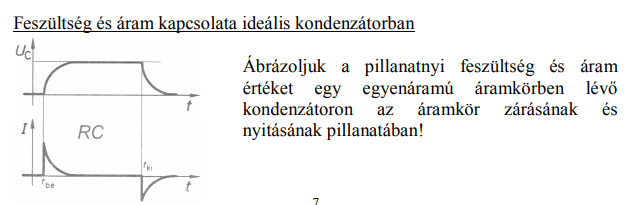 Feszültség és áram kapcsolata ideális kondenzátorban
U_C
t
I
RC
t_be
t_ki
t
Ábrázoljuk a pillanatnyi feszültség és áram
értéket egy egyenáramú áramkörben lévő
kondenzátoron az áramkör zárásának és
nyitásának pillanatában!
7